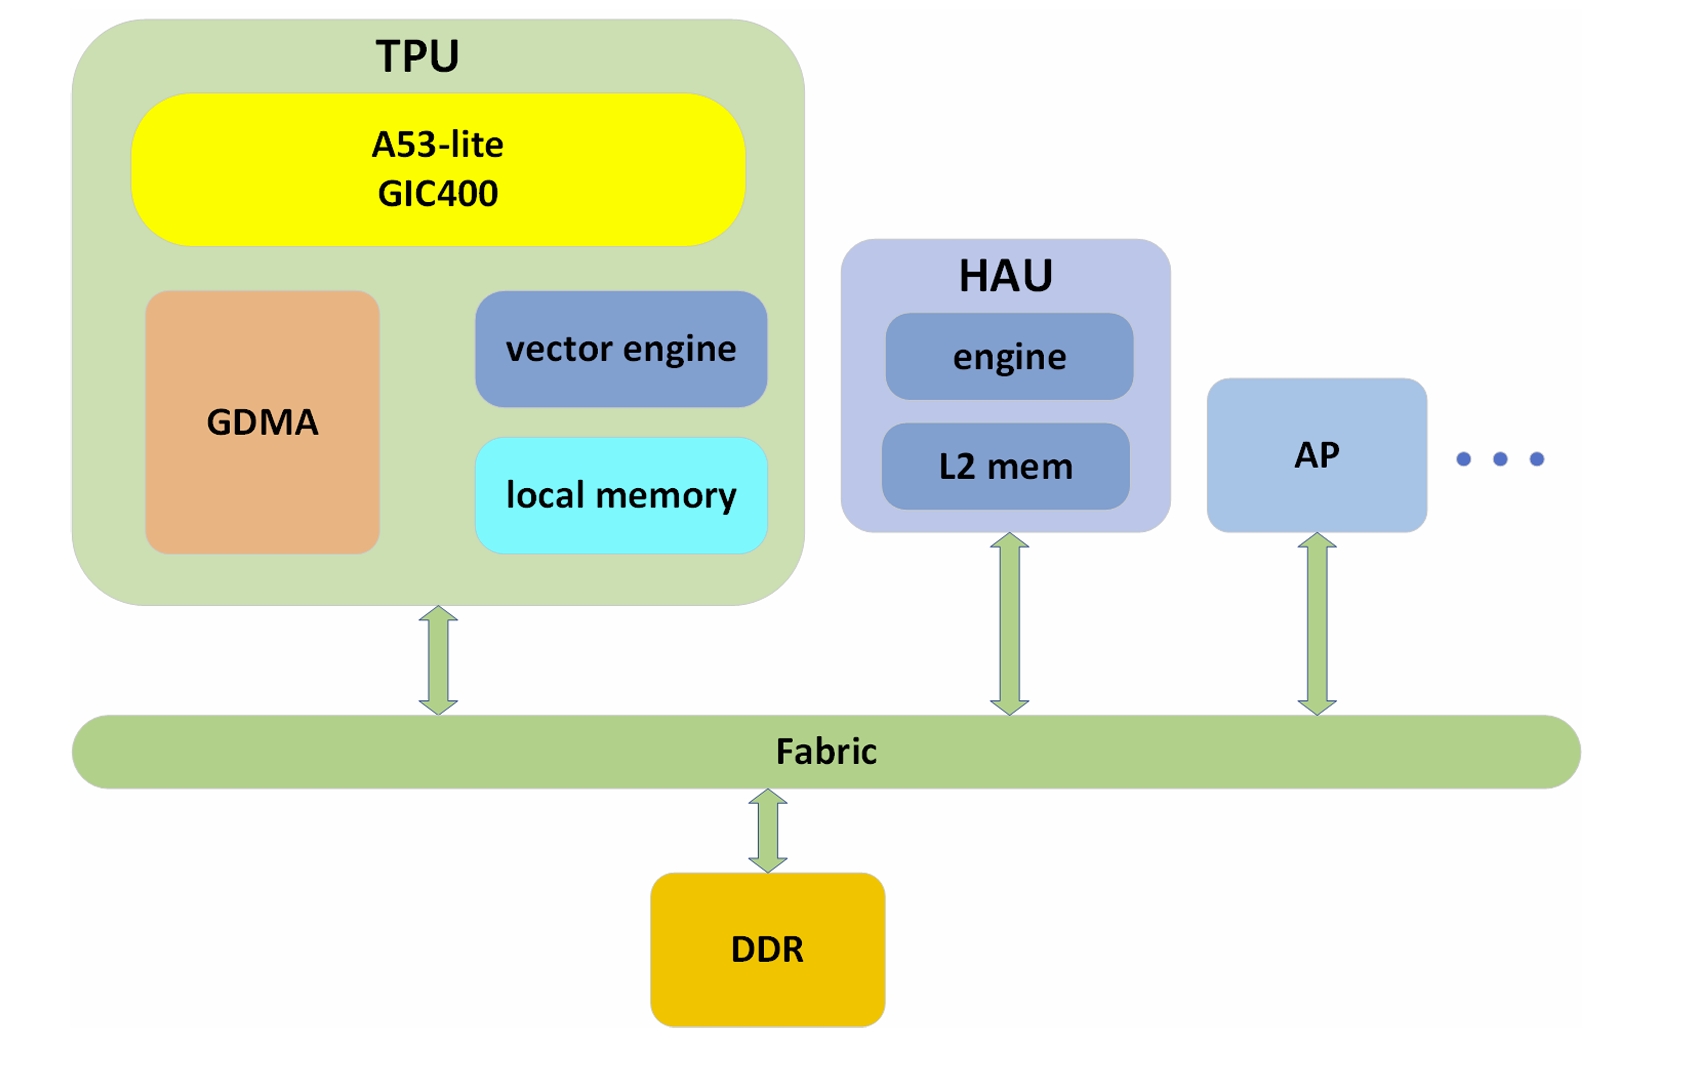 TPU
A53-lite
GIC400
GDMA
vector engine
local memory
HAU
engine
L2 mem
AP
Fabric
DDR